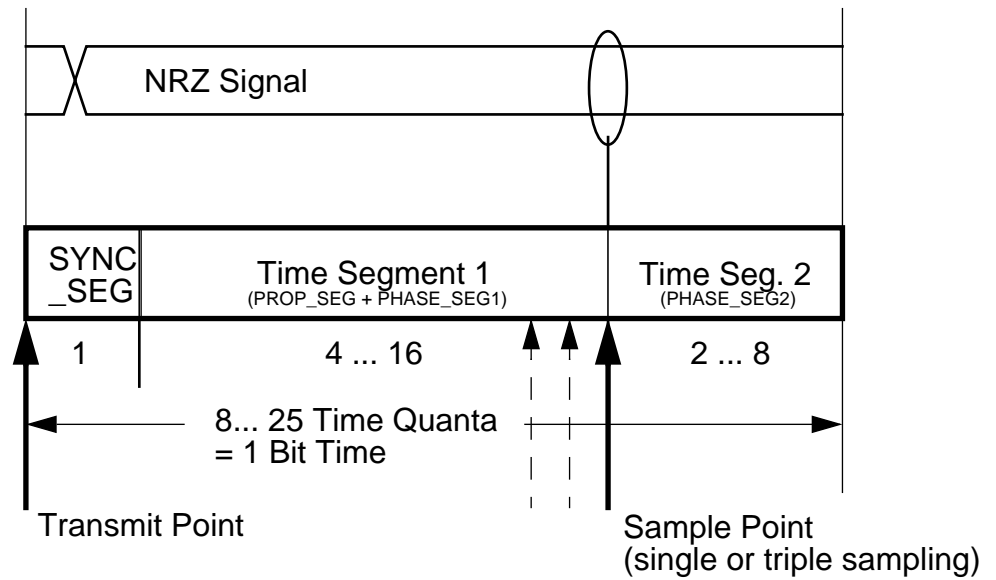 NRZ Signal
SYNC
_SEG
Time Segment 1
(PROP_SEG + PHASE_SEG1)
Time Seg. 2
(PHASE_SEG2)
1
4 ... 16
2 ... 8
8... 25 Time Quanta
= 1 Bit Time
Transmit Point
Sample Point
(single or triple sampling)